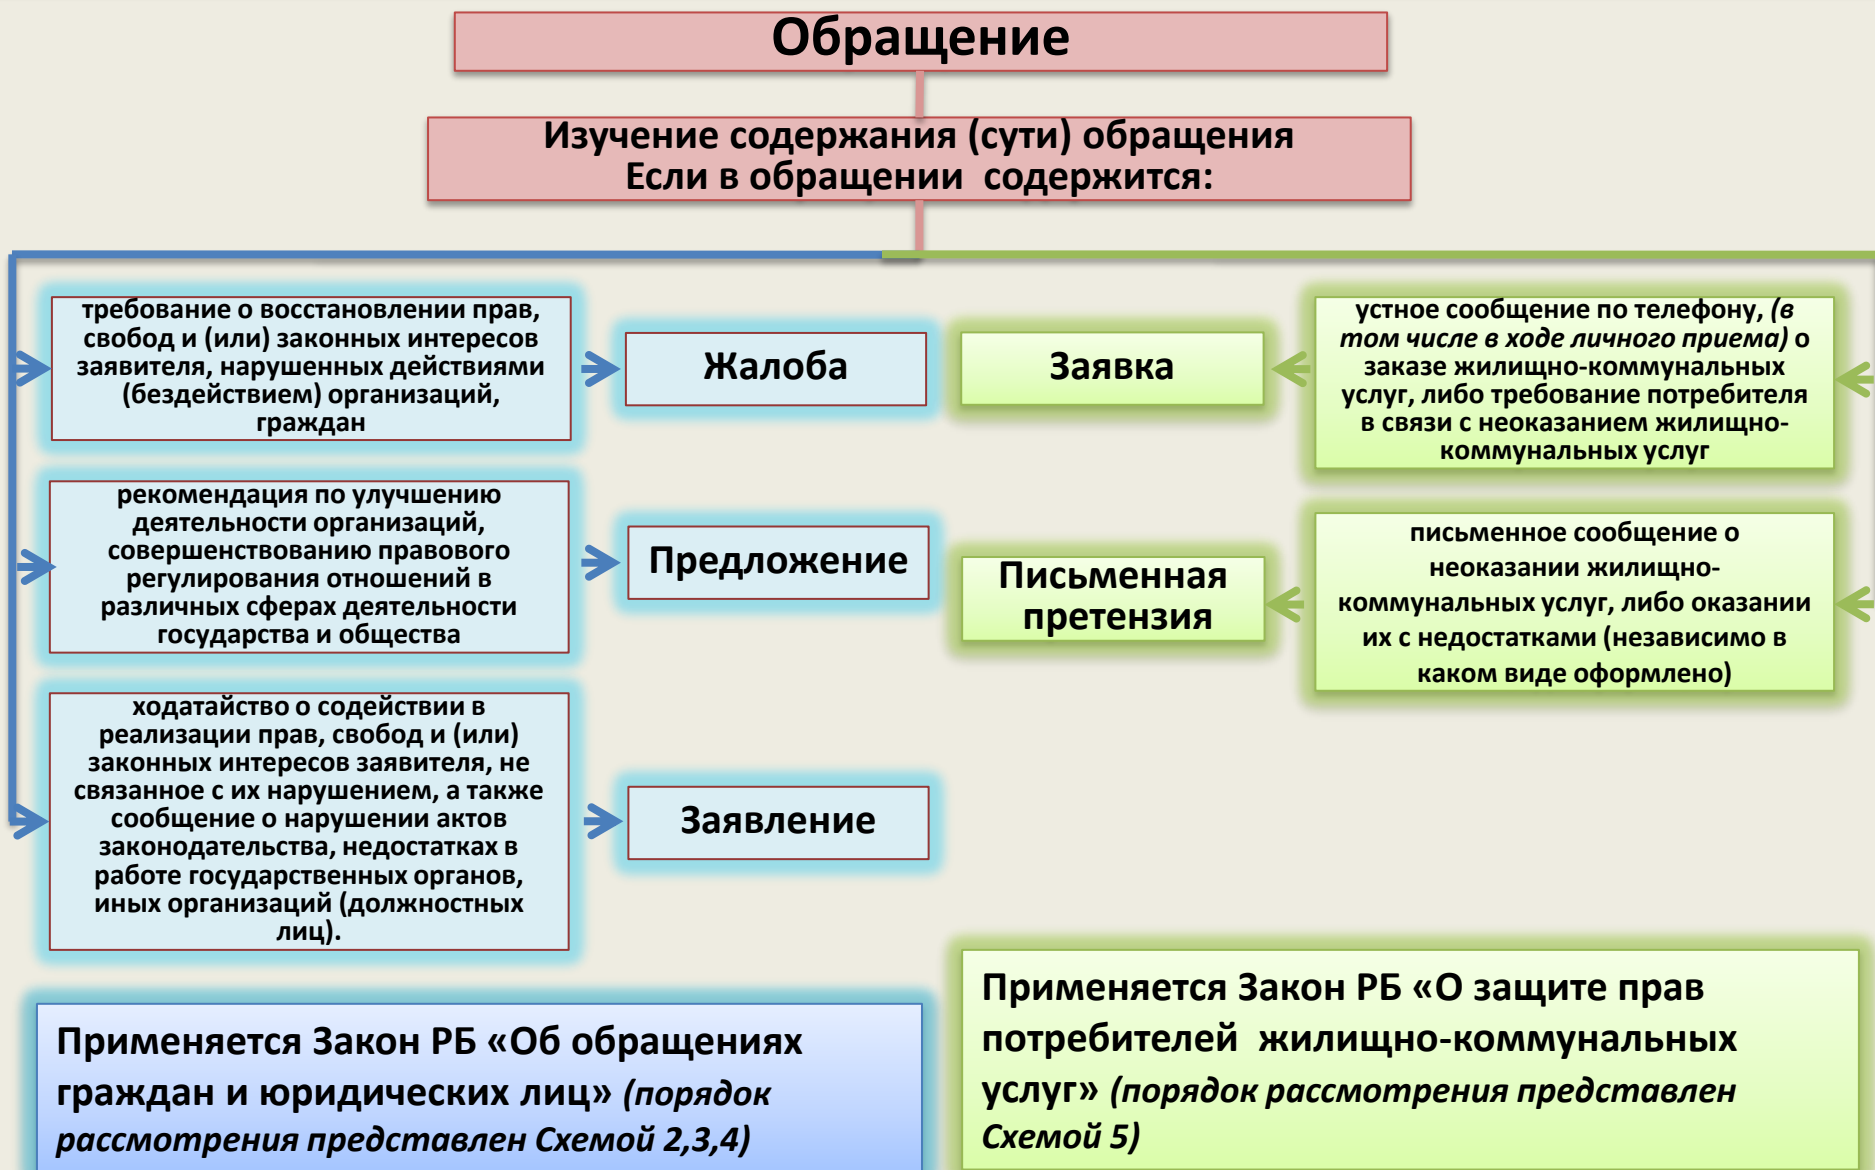 Обращение
Изучение содержания (сути) обращения
Если в обращении содержится:
требование о восстановлении прав,
свобод и (или) законных интересов
заявителя, нарушенных действиями
(бездействием) организаций,
граждан
Жалоба
Заявка
устное сообщение по телефону, (в
том числе в ходе личного приема) о
заказе жилищно-коммунальных
услуг, либо требование потребителя
в связи с неоказанием жилищно-
коммунальных услуг
рекомендация по улучшению
деятельности организаций,
совершенствованию правового
регулирования отношений в
различных сферах деятельности
государства и общества
Предложение
Письменная
претензия
письменное сообщение о
неоказании жилищно-
коммунальных услуг, либо оказании
их с недостатками (независимо в
каком виде оформлено)
ходатайство о содействии в
реализации прав, свобод и (или)
законных интересов заявителя, не
связанное с их нарушением, а также
сообщение о нарушении актов
законодательства, недостатках в
работе государственных органов,
иных организаций (должностных
лиц).
Заявление
Применяется Закон РБ «Об обращениях
граждан и юридических лиц» (порядок
рассмотрения представлен Схемой 2,3,4)
Применяется Закон РБ «О защите прав
потребителей жилищно-коммунальных
услуг» (порядок рассмотрения представлен
Схемой 5)